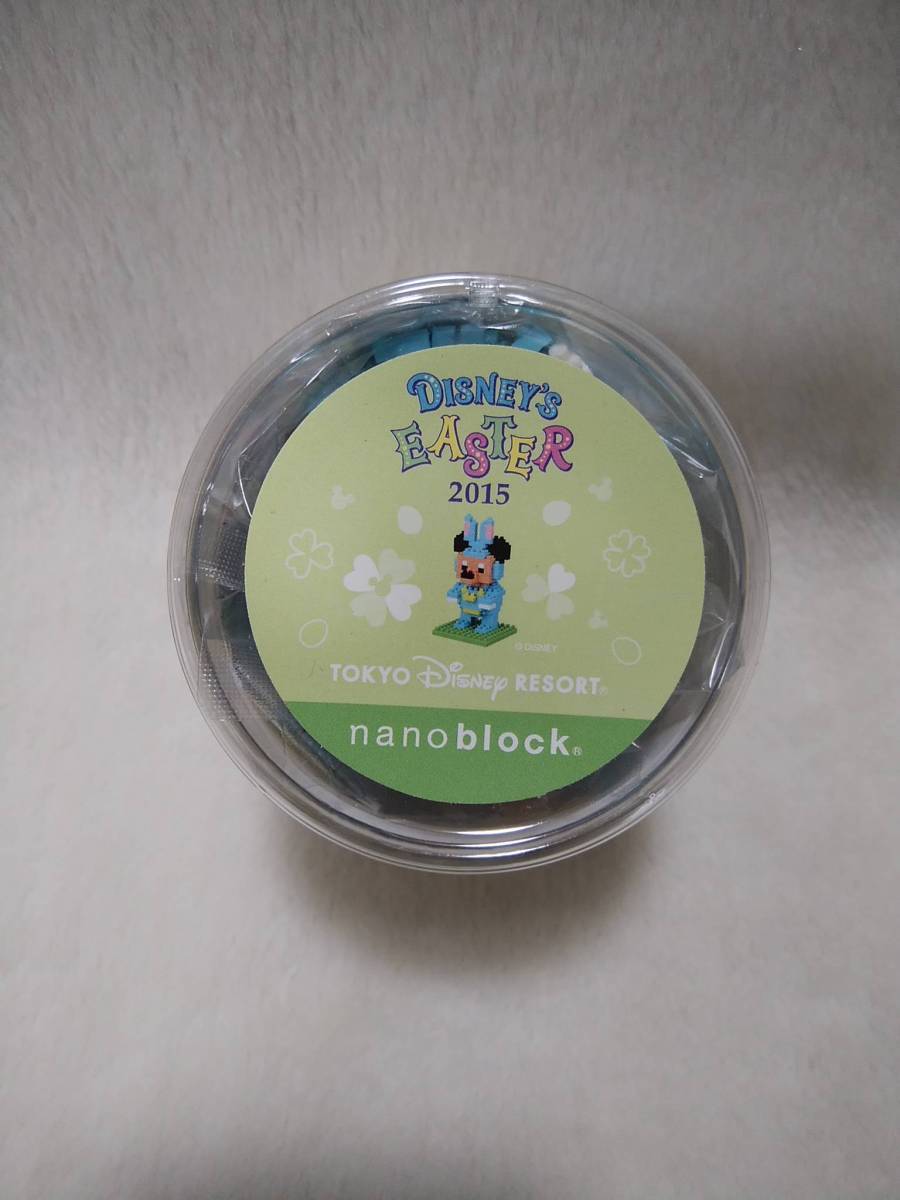 DISNEY'S
EASTER
2015
© DISNEY
TOKYO Disney RESORT®
nanoblock®